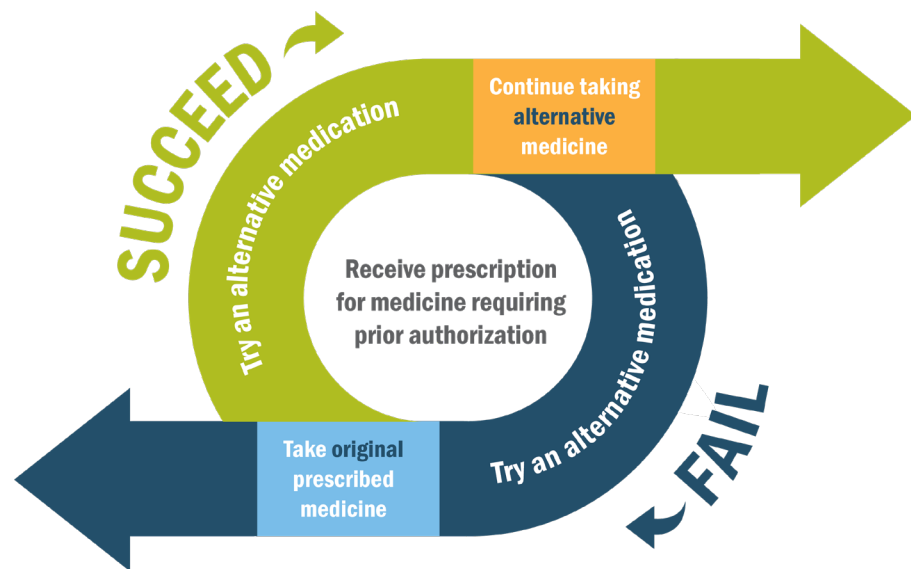 SUCCEED
Try an alternative medication
Continue taking
alternative
medicine
Receive prescription
for medicine requiring
prior authorization
Try an alternative medication
FAIL
Take original
prescribed
medicine